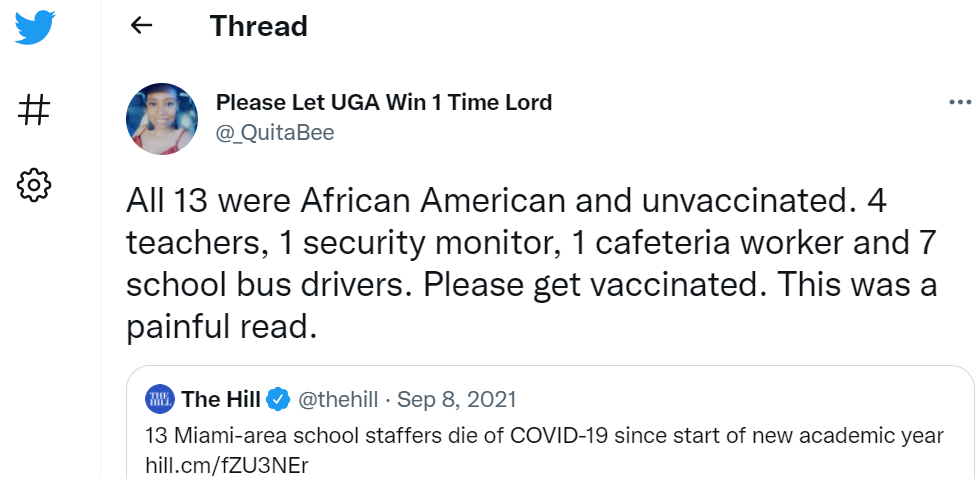 Thread
Please Let UGA Win 1 Time Lord
@_QuitaBee
All 13 were African American and unvaccinated. 4
teachers, 1 security monitor, 1 cafeteria worker and 7
school bus drivers. Please get vaccinated. This was a
painful read.
THE HILL The Hill @thehill · Sep 8, 2021
13 Miami-area school staffers die of COVID-19 since start of new academic year
hill.cm/fZU3NEr